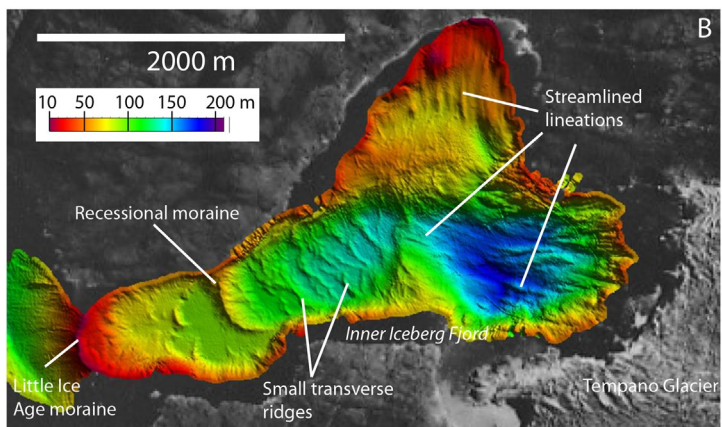 B
2000 m
10 50 100 150 200 m
Streamlined
lineations
Recessional moraine
Inner Iceberg Fjord
Little Ice
Age moraine
Small transverse
ridges
Tempano Glacier